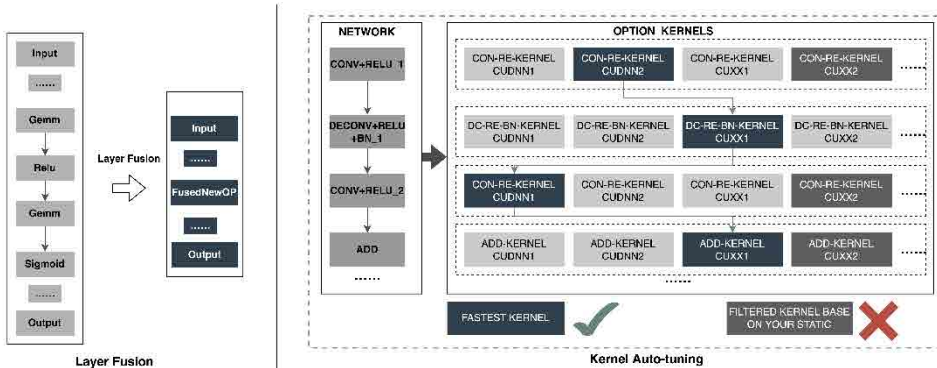 Input
......
Gemm
Relu
Gemm
Sigmoid
......
Output
Layer Fusion
Input
......
FusedNewOP
......
Output
Layer Fusion
NETWORK
CONV+RELU_1
DECONV+RELU
+BN_1
CONV+RELU_2
ADD
......
OPTION KERNELS
CON-RE-KERNEL
CUDNN1
CON-RE-KERNEL
CUDNN2
CON-RE-KERNEL
CUXX1
CON-RE-KERNEL
CUXX2
......
DC-RE-BN-KERNEL
CUDNN1
DC-RE-BN-KERNEL
CUDNN2
DC-RE-BN-KERNEL
CUXX1
DC-RE-BN-KERNEL
CUXX2
......
CON-RE-KERNEL
CUDNN1
CON-RE-KERNEL
CUDNN2
CON-RE-KERNEL
CUXX1
CON-RE-KERNEL
CUXX2
......
ADD-KERNEL
CUDNN1
ADD-KERNEL
CUDNN2
ADD-KERNEL
CUXX1
ADD-KERNEL
CUXX2
......
......
FASTEST KERNEL
FILTERED KERNEL BASE
ON YOUR STATIC
Kernel Auto-tuning